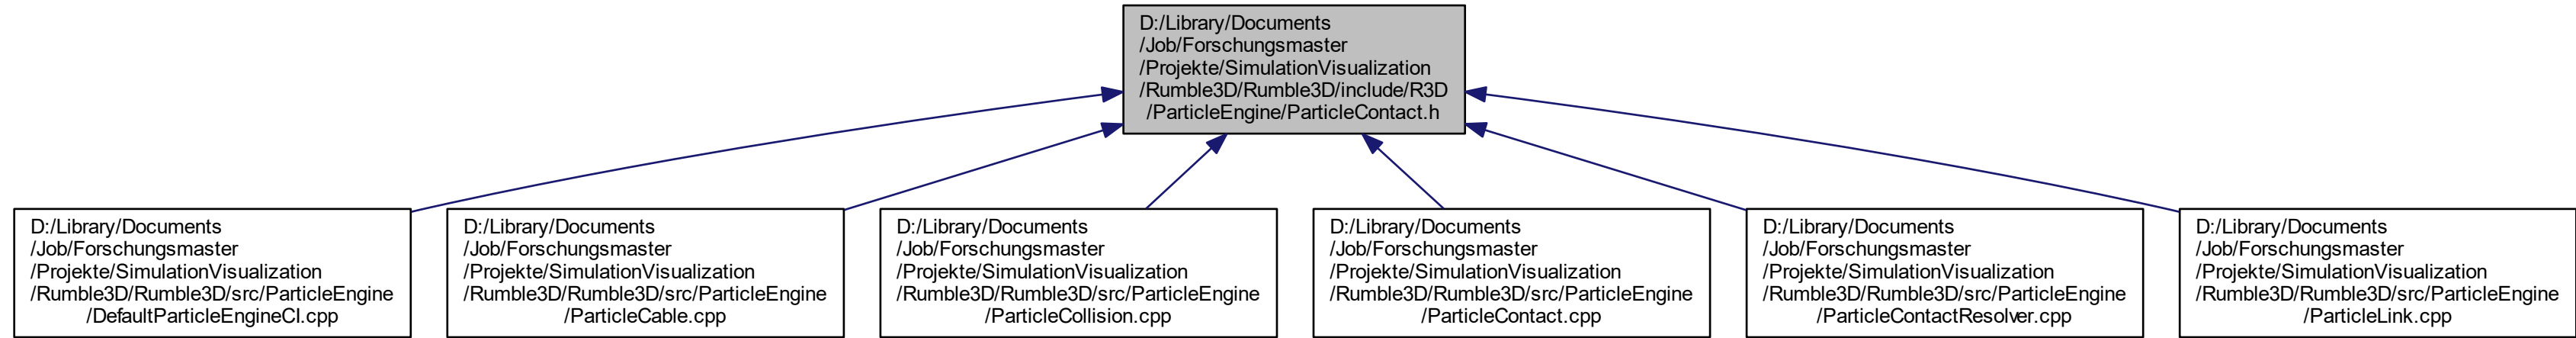 D:/Library/Documents
/Job/Forschungsmaster
/Projekte/SimulationVisualization
/Rumble3D/Rumble3D/include/R3D
/ParticleEngine/ParticleContact.h
D:/Library/Documents
/Job/Forschungsmaster
/Projekte/SimulationVisualization
/Rumble3D/Rumble3D/src/ParticleEngine
/DefaultParticleEngineCI.cpp
D:/Library/Documents
/Job/Forschungsmaster
/Projekte/SimulationVisualization
/Rumble3D/Rumble3D/src/ParticleEngine
/ParticleCable.cpp
D:/Library/Documents
/Job/Forschungsmaster
/Projekte/SimulationVisualization
/Rumble3D/Rumble3D/src/ParticleEngine
/ParticleCollision.cpp
D:/Library/Documents
/Job/Forschungsmaster
/Projekte/SimulationVisualization
/Rumble3D/Rumble3D/src/ParticleEngine
/ParticleContact.cpp
D:/Library/Documents
/Job/Forschungsmaster
/Projekte/SimulationVisualization
/Rumble3D/Rumble3D/src/ParticleEngine
/ParticleContactResolver.cpp
D:/Library/Documents
/Job/Forschungsmaster
/Projekte/SimulationVisualization
/Rumble3D/Rumble3D/src/ParticleEngine
/ParticleLink.cpp